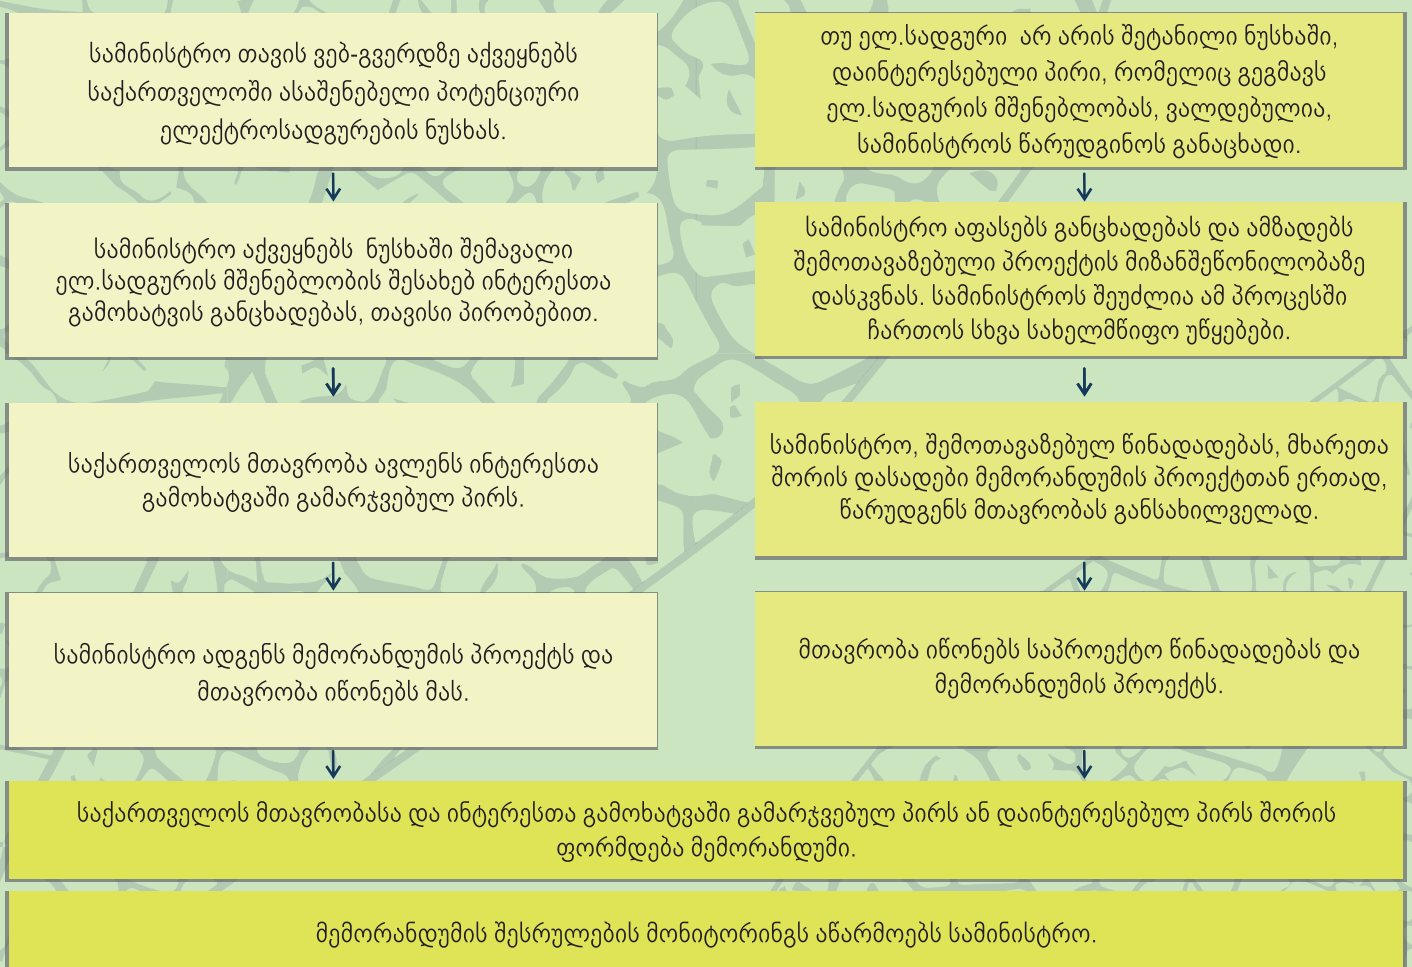 სამინისტრო თავის ვებ-გვერდზე აქვეყნებს
საქართველოში ასაშენებელი პოტენციური
ელექტროსადგურების ნუსხას.
სამინისტრო აქვეყნებს ნუსხაში შემავალი
ელ.სადგურის მშენებლობის შესახებ ინტერესთა
გამოხატვის განცხადებას, თავისი პირობებით.
საქართველოს მთავრობა ავლენს ინტერესთა
გამოხატვაში გამარჯვებულ პირს.
სამინისტრო ადგენს მემორანდუმის პროექტს და
მთავრობა იწონებს მას.
თუ ელ.სადგური არ არის შეტანილი ნუსხაში,
დაინტერესებული პირი, რომელიც გეგმავს
ელ.სადგურის მშენებლობას, ვალდებულია,
სამინისტროს წარუდგინოს განაცხადი.
სამინისტრო აფასებს განცხადებას და ამზადებს
შემოთავაზებული პროექტის მიზანშეწონილობაზე
დასკვნას. სამინისტროს შეუძლია ამ პროცესში
ჩართოს სხვა სახელმწიფო უწყებები.
სამინისტრო, შემოთავაზებულ წინადადებას, მხარეთა
შორის დასადები მემორანდუმის პროექტთან ერთად,
წარუდგენს მთავრობას განსახილველად.
მთავრობა იწონებს საპროექტო წინადადებას და
მემორანდუმის პროექტს.
საქართველოს მთავრობასა და ინტერესთა გამოხატვაში გამარჯვებულ პირს ან დაინტერესებულ პირს შორის
ფორმდება მემორანდუმი.
მემორანდუმის შესრულების მონიტორინგს აწარმოებს სამინისტრო.